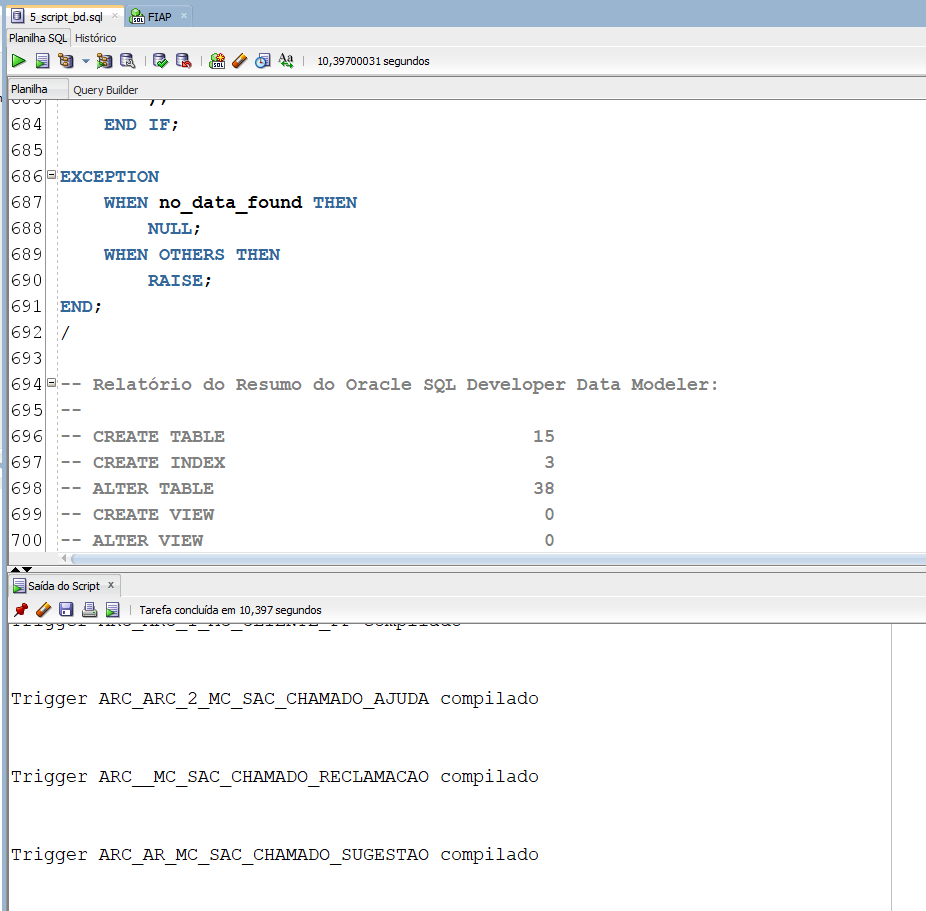 5_script_bd.sql × FIAP ×
Planilha SQL Histórico
10,39700031 segundos
Planilha Query Builder
684 END IF;
685
686 EXCEPTION
687 WHEN no_data_found THEN
688 NULL;
689 WHEN OTHERS THEN
690 RAISE;
691 END;
692 /
693
694 -- Relatório do Resumo do Oracle SQL Developer Data Modeler:
695 --
696 -- CREATE TABLE 15
697 -- CREATE INDEX 3
698 -- ALTER TABLE 38
699 -- CREATE VIEW 0
700 -- ALTER VIEW 0
Saída do Script ×
Tarefa concluída em 10,397 segundos
Trigger ARC_ARC_2_MC_SAC_CHAMADO_AJUDA compilado
Trigger ARC__MC_SAC_CHAMADO_RECLAMACAO compilado
Trigger ARC_AR_MC_SAC_CHAMADO_SUGESTAO compilado